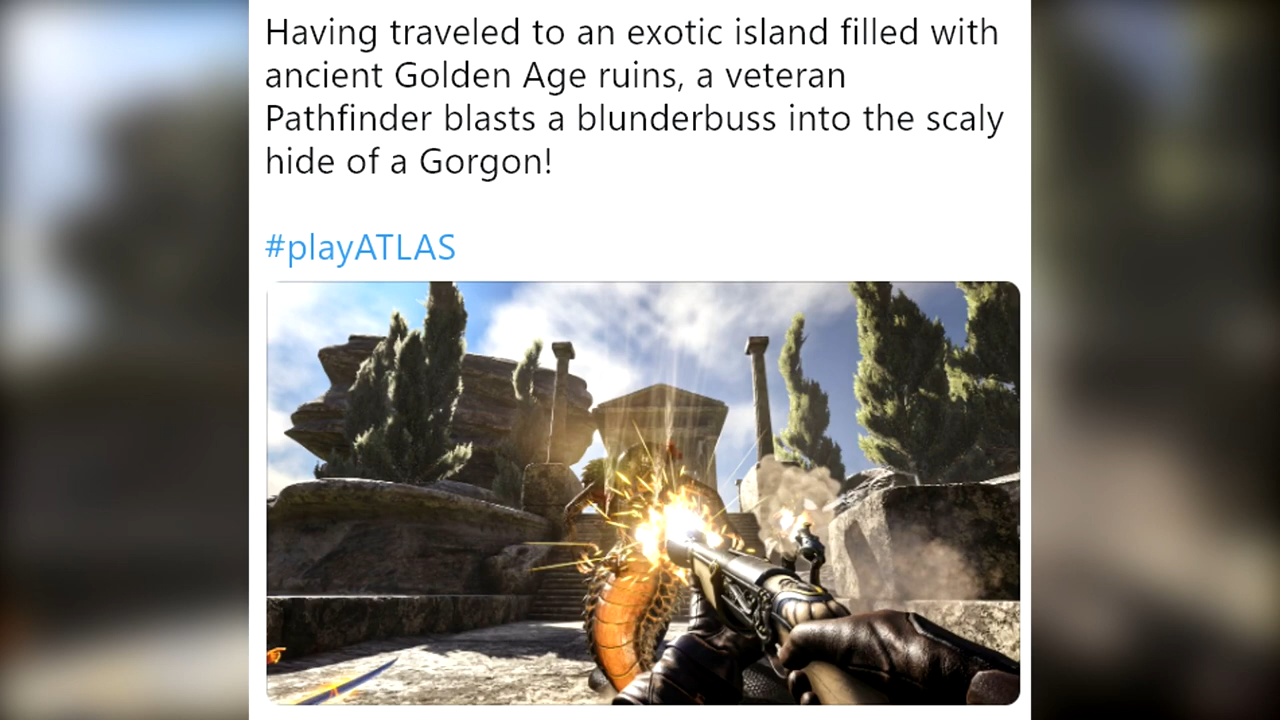 Having traveled to an exotic island filled with
ancient Golden Age ruins, a veteran
Pathfinder blasts a blunderbuss into the scaly
hide of a Gorgon!
#playATLAS